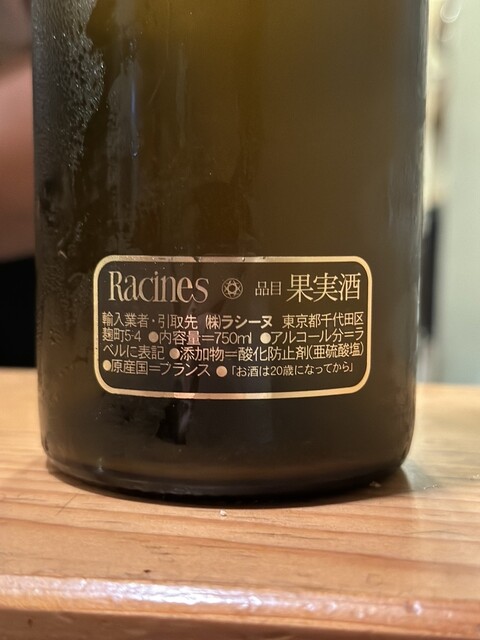 Racines 品目 果実酒
輸入業者・引取先 (株)ラシーヌ 東京都千代田区
麹町5-4 ●内容量=750ml ●アルコール分=ラ
ベルに表記 ●添加物=酸化防止剤(亜硫酸塩)
●原産国=フランス ●「お酒は20歳になってから」